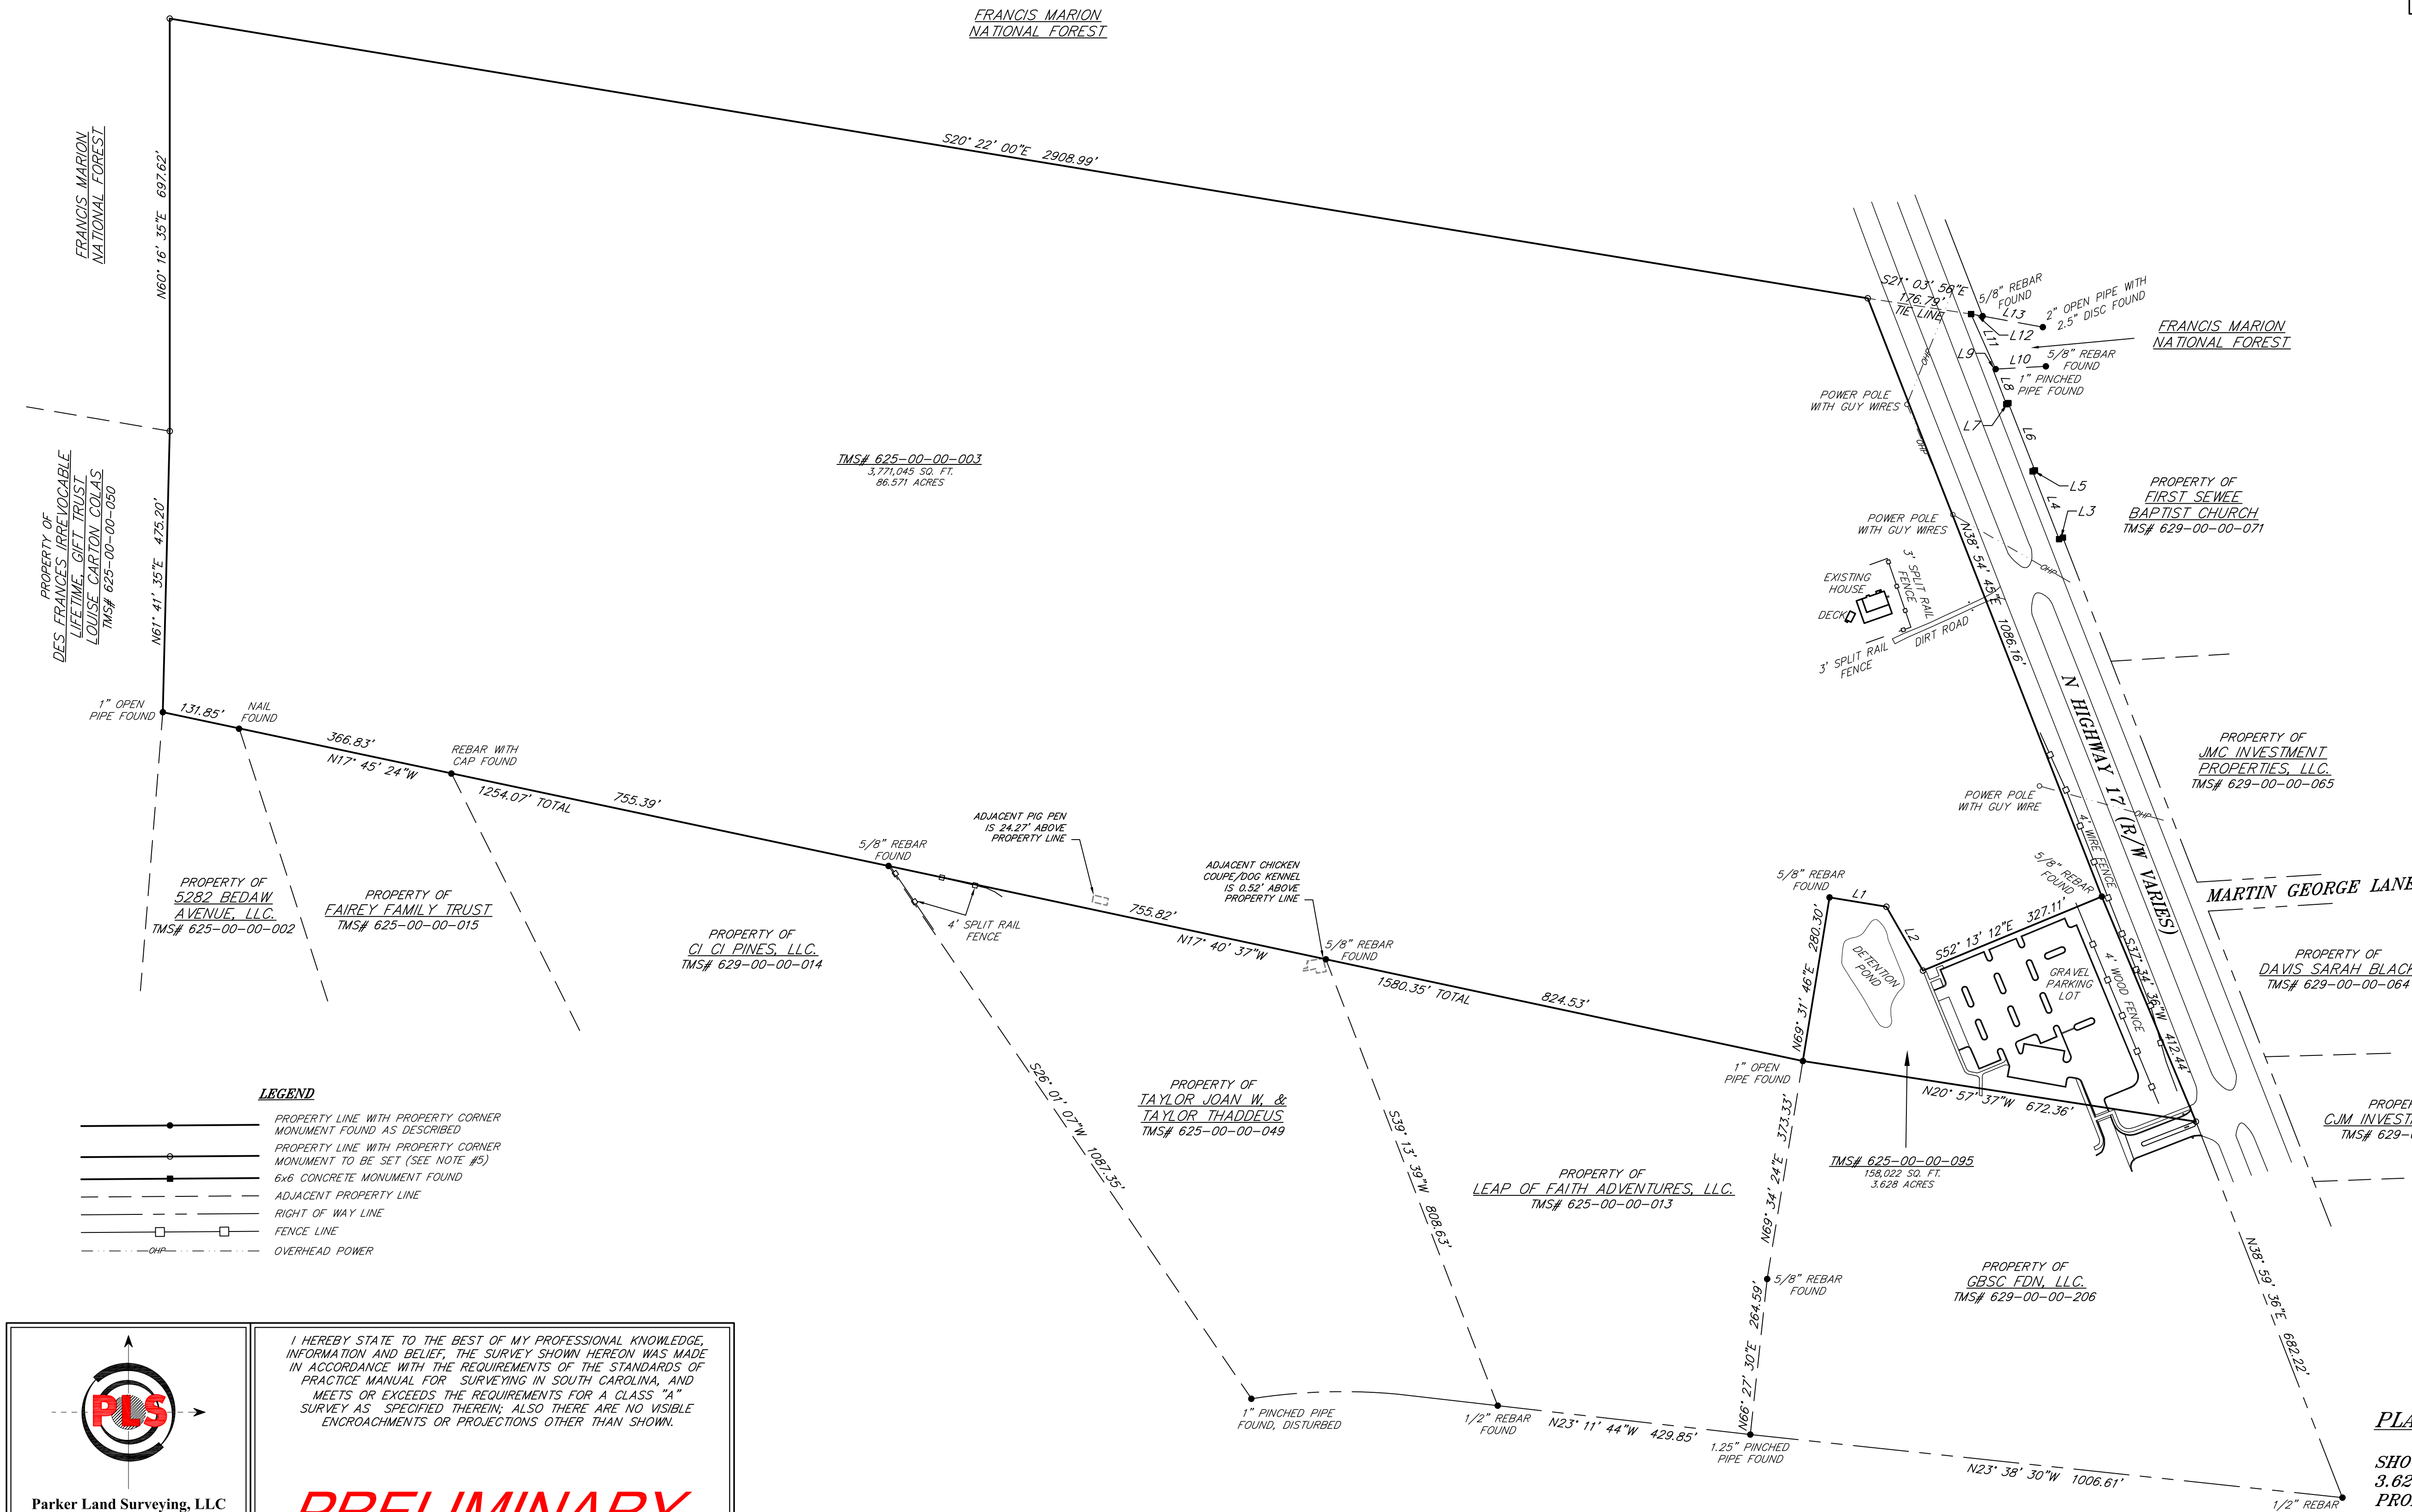 FRANCIS MARION
NATIONAL FOREST
FRANCIS MARION
NATIONAL FOREST
N60° 16' 35"E 697.62'
S20° 22' 00"E 2908.99'
PROPERTY OF
DES FRANCES IRREVOCABLE
LIFETIME, GIFT TRUST
LOUISE CARTON COLAS
TMS# 625-00-00-050
N61° 41' 35"E 475.20'
TMS# 625-00-00-003
3,771,045 SQ. FT.
86.571 ACRES
S21° 03' 56"E
176.79'
TIE LINE
5/8" REBAR
FOUND
2" OPEN PIPE WITH
2.5" DISC FOUND
L13
L12
L11
L9
L10
5/8" REBAR
FOUND
1" PINCHED
PIPE FOUND
L8
L7
L6
L5
L4
L3
FRANCIS MARION
NATIONAL FOREST
OHP
POWER POLE
WITH GUY WIRES
OHP
POWER POLE
WITH GUY WIRES
OHP
PROPERTY OF
FIRST SEWEE
BAPTIST CHURCH
TMS# 629-00-00-071
N38° 54' 45"E 1086.16'
EXISTING
HOUSE
DECK
3' SPLIT RAIL
FENCE
DIRT ROAD
3' SPLIT RAIL
FENCE
N HIGHWAY 17 (R/W VARIES)
PROPERTY OF
JMC INVESTMENT
PROPERTIES, LLC.
TMS# 629-00-00-065
POWER POLE
WITH GUY WIRE
OHP
4' WIRE FENCE
5/8" REBAR
FOUND
MARTIN GEORGE LANE
PROPERTY OF
DAVIS SARAH BLACK
TMS# 629-00-00-064
1" OPEN
PIPE FOUND
131.85'
NAIL
FOUND
366.83'
N17° 45' 24"W
REBAR WITH
CAP FOUND
1254.07' TOTAL
755.39'
5/8" REBAR
FOUND
ADJACENT PIG PEN
IS 24.27' ABOVE
PROPERTY LINE
ADJACENT CHICKEN
COUPE/DOG KENNEL
IS 0.52' ABOVE
PROPERTY LINE
4' SPLIT RAIL
FENCE
755.82'
N17° 40' 37"W
5/8" REBAR
FOUND
1580.35' TOTAL
824.53'
5/8" REBAR
FOUND
L1
L2
N69° 31' 46"E 280.30'
DETENTION
POND
S52° 13' 12"E 327.11'
GRAVEL
PARKING
LOT
4' WOOD FENCE
S37° 34' 36"W 412.44'
1" OPEN
PIPE FOUND
N20° 57' 37"W 672.36'
PROPERTY OF
5282 BEDAW
AVENUE, LLC.
TMS# 625-00-00-002
PROPERTY OF
FAIREY FAMILY TRUST
TMS# 625-00-00-015
PROPERTY OF
CI CI PINES, LLC.
TMS# 629-00-00-014
S26° 01' 07"W 1087.35'
PROPERTY OF
TAYLOR JOAN W, &
TAYLOR THADDEUS
TMS# 625-00-00-049
S39° 13' 39"W 808.63'
PROPERTY OF
LEAP OF FAITH ADVENTURES, LLC.
TMS# 625-00-00-013
N69° 34' 24"E 373.33'
TMS# 625-00-00-095
158,022 SQ. FT.
3.628 ACRES
PROPER
CJM INVEST
TMS# 629-0
5/8" REBAR
FOUND
N66° 27' 30"E 264.59'
PROPERTY OF
GBSC FDN, LLC.
TMS# 629-00-00-206
N38° 59' 36"E 682.22'
1" PINCHED PIPE
FOUND, DISTURBED
1/2" REBAR
FOUND
N23° 11' 44"W 429.85'
1.25" PINCHED
PIPE FOUND
N23° 38' 30"W 1006.61'
1/2" REBAR
PLA
SHO
3.62
PRO
LEGEND
PROPERTY LINE WITH PROPERTY CORNER
MONUMENT FOUND AS DESCRIBED
PROPERTY LINE WITH PROPERTY CORNER
MONUMENT TO BE SET (SEE NOTE #5)
6x6 CONCRETE MONUMENT FOUND
ADJACENT PROPERTY LINE
RIGHT OF WAY LINE
FENCE LINE
OHP OVERHEAD POWER
PLS
Parker Land Surveying, LLC
I HEREBY STATE TO THE BEST OF MY PROFESSIONAL KNOWLEDGE,
INFORMATION AND BELIEF, THE SURVEY SHOWN HEREON WAS MADE
IN ACCORDANCE WITH THE REQUIREMENTS OF THE STANDARDS OF
PRACTICE MANUAL FOR SURVEYING IN SOUTH CAROLINA, AND
MEETS OR EXCEEDS THE REQUIREMENTS FOR A CLASS "A"
SURVEY AS SPECIFIED THEREIN; ALSO THERE ARE NO VISIBLE
ENCROACHMENTS OR PROJECTIONS OTHER THAN SHOWN.
PRELIMINARY